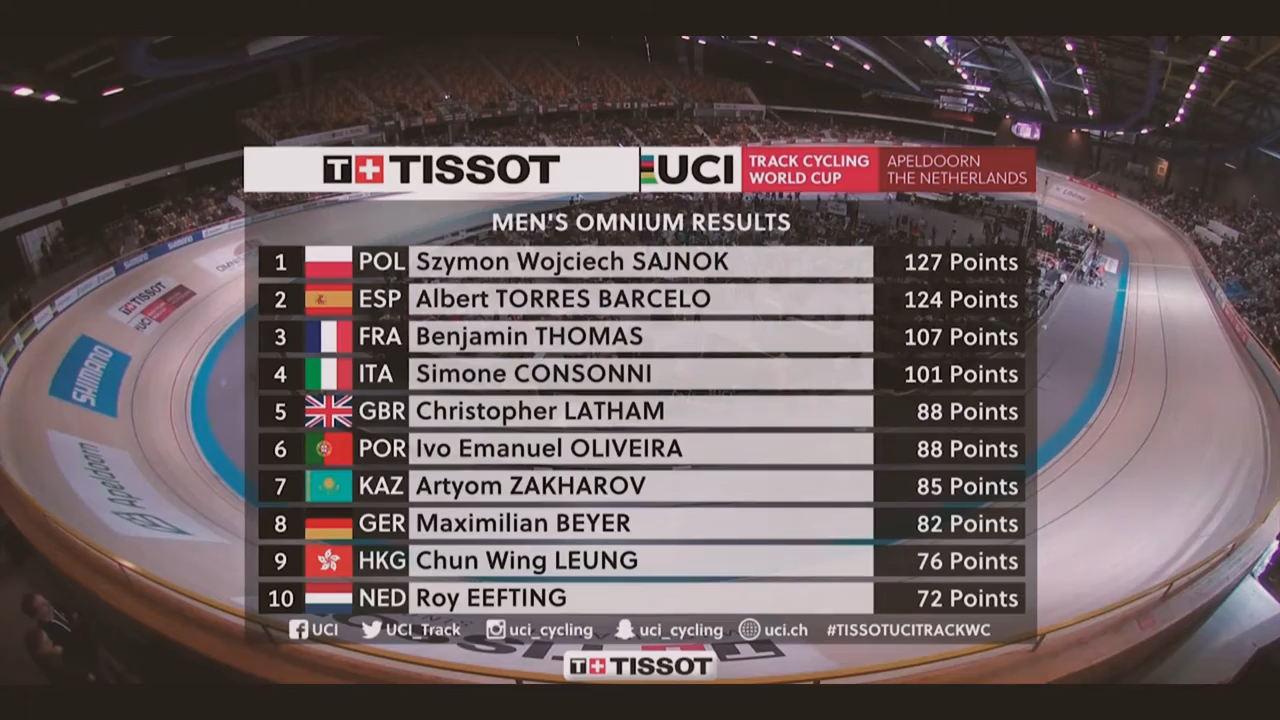 TISSOT
UCI
TRACK CYCLING
WORLD CUP
APELDOORN
THE NETHERLANDS
MEN'S OMNIUM RESULTS
1 POL Szymon Wojciech SAJNOK 127 Points
2 ESP Albert TORRES BARCELO 124 Points
3 FRA Benjamin THOMAS 107 Points
4 ITA Simone CONSONNI 101 Points
5 GBR Christopher LATHAM 88 Points
6 POR Ivo Emanuel OLIVEIRA 88 Points
7 KAZ Artyom ZAKHAROV 85 Points
8 GER Maximilian BEYER 82 Points
9 HKG Chun Wing LEUNG 76 Points
10 NED Roy EEFTING 72 Points
UCI UCI_Track uci_cycling uci_cycling uci.ch #TISSOTUCITRACKWC
TISSOT
TISSOT
UCI
SHIMANO
Apeldoorn